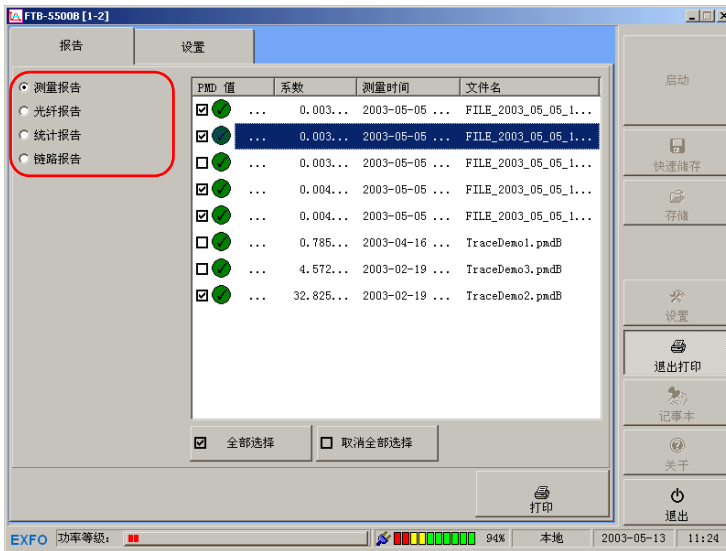 FTB-5500B [1-2]
报告 设置
测量报告
光纤报告
统计报告
链路报告
PMD 值 系数 测量时间 文件名
... 0.003... 2003-05-05 ... FILE_2003_05_05_1...
... 0.003... 2003-05-05 ... FILE_2003_05_05_1...
... 0.003... 2003-05-05 ... FILE_2003_05_05_1...
... 0.004... 2003-05-05 ... FILE_2003_05_05_1...
... 0.004... 2003-05-05 ... FILE_2003_05_05_1...
... 0.785... 2003-04-16 ... TraceDemo1.pmdB
... 4.572... 2003-02-19 ... TraceDemo3.pmdB
... 32.825... 2003-02-19 ... TraceDemo2.pmdB
全部选择 取消全部选择
打印
启动
快速储存
存储
设置
退出打印
记事本
关于
退出
EXFO 功率等级: 94% 本地 2003-05-13 11:24